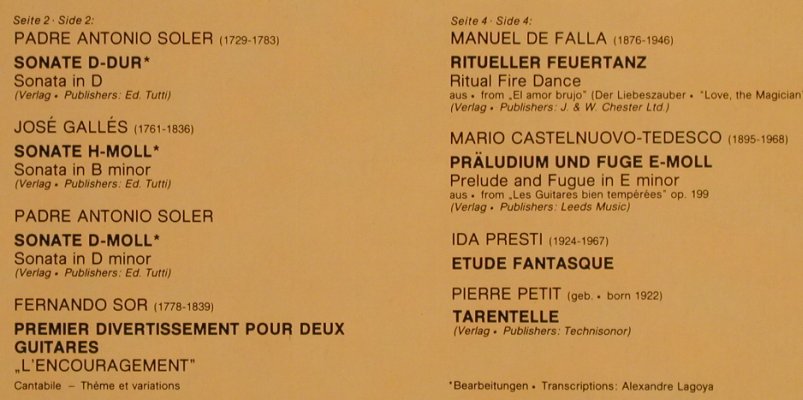 Seite 2 · Side 2:
PADRE ANTONIO SOLER (1729-1783)
SONATE D-DUR*
Sonata in D
(Verlag • Publishers: Ed. Tutti)
JOSÉ GALLÉS (1761-1836)
SONATE H-MOLL*
Sonata in B minor
(Verlag • Publishers: Ed. Tutti)
PADRE ANTONIO SOLER
SONATE D-MOLL*
Sonata in D minor
(Verlag • Publishers: Ed. Tutti)
FERNANDO SOR (1778-1839)
PREMIER DIVERTISSEMENT POUR DEUX
GUITARES
„L'ENCOURAGEMENT”
Cantabile – Thème et variations
Seite 4 · Side 4:
MANUEL DE FALLA (1876-1946)
RITUELLER FEUERTANZ
Ritual Fire Dance
aus • from „El amor brujo” (Der Liebeszauber • “Love, the Magician”
(Verlag • Publishers: J. & W. Chester Ltd.)
MARIO CASTELNUOVO-TEDESCO (1895-1968)
PRÄLUDIUM UND FUGE E-MOLL
Prelude and Fugue in E minor
aus • from „Les Guitares bien tempérées” op. 199
(Verlag • Publishers: Leeds Music)
IDA PRESTI (1924-1967)
ETUDE FANTASQUE
PIERRE PETIT (geb. • born 1922)
TARENTELLE
(Verlag • Publishers: Technisonor)
*Bearbeitungen • Transcriptions: Alexandre Lagoya